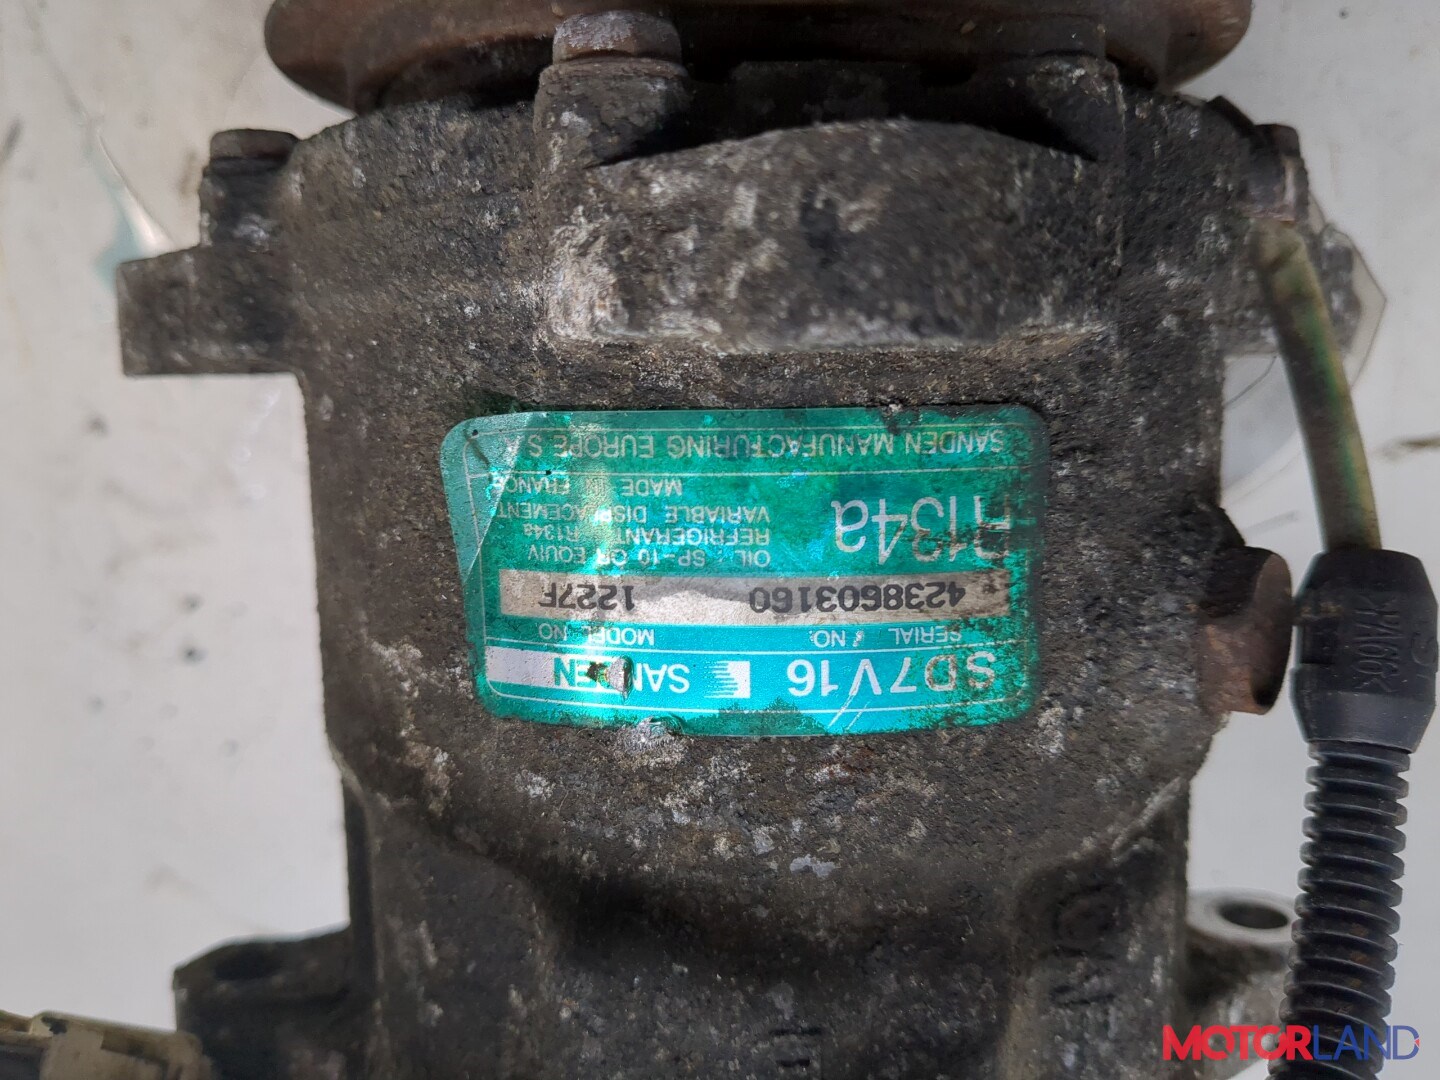 SD7V16 SANDEN
SERIAL NO. MODEL NO
4238603160 1227F
R134a
OIL : SP-10 OR EQUIV
REFRIGERANT R134a
VARIABLE DISPLACEMENT
MADE IN FRANCE
SANDEN MANUFACTURING EUROPE S.A.
>PA66<
MOTORLAND